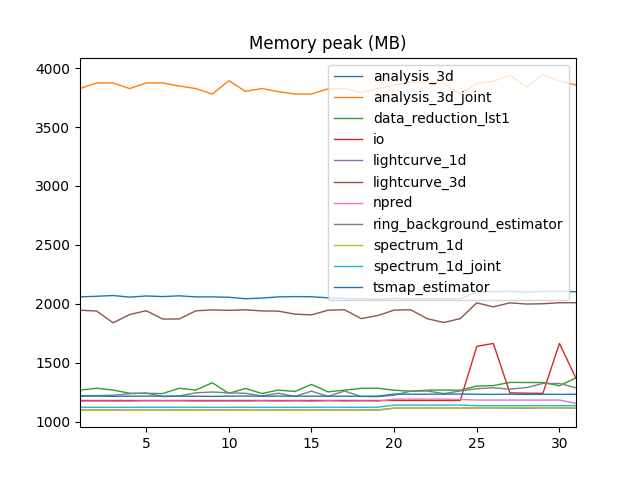 Memory peak (MB)
4000
3500
3000
2500
2000
1500
1000
analysis_3d
analysis_3d_joint
data_reduction_lst1
io
lightcurve_1d
lightcurve_3d
npred
ring_background_estimator
spectrum_1d
spectrum_1d_joint
tsmap_estimator
5
10
15
20
25
30